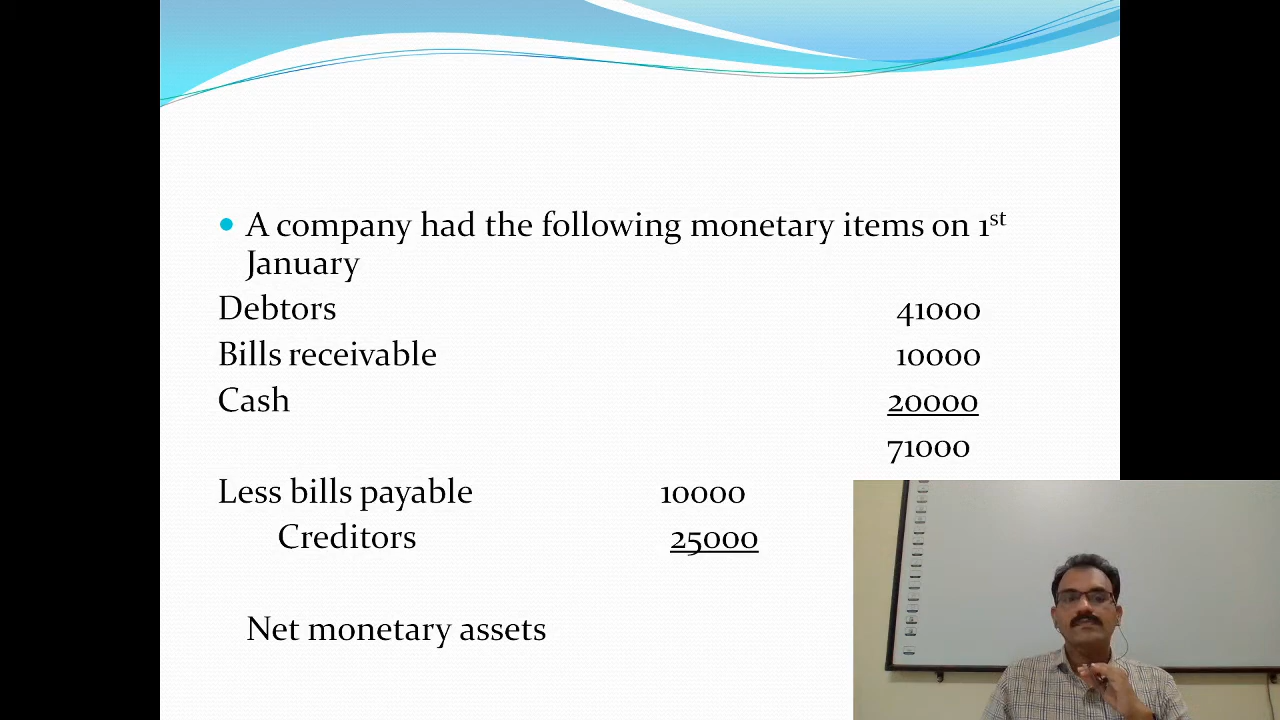 A company had the following monetary items on 1st
January
Debtors 41000
Bills receivable 10000
Cash 20000
71000
Less bills payable 10000
Creditors 25000
Net monetary assets